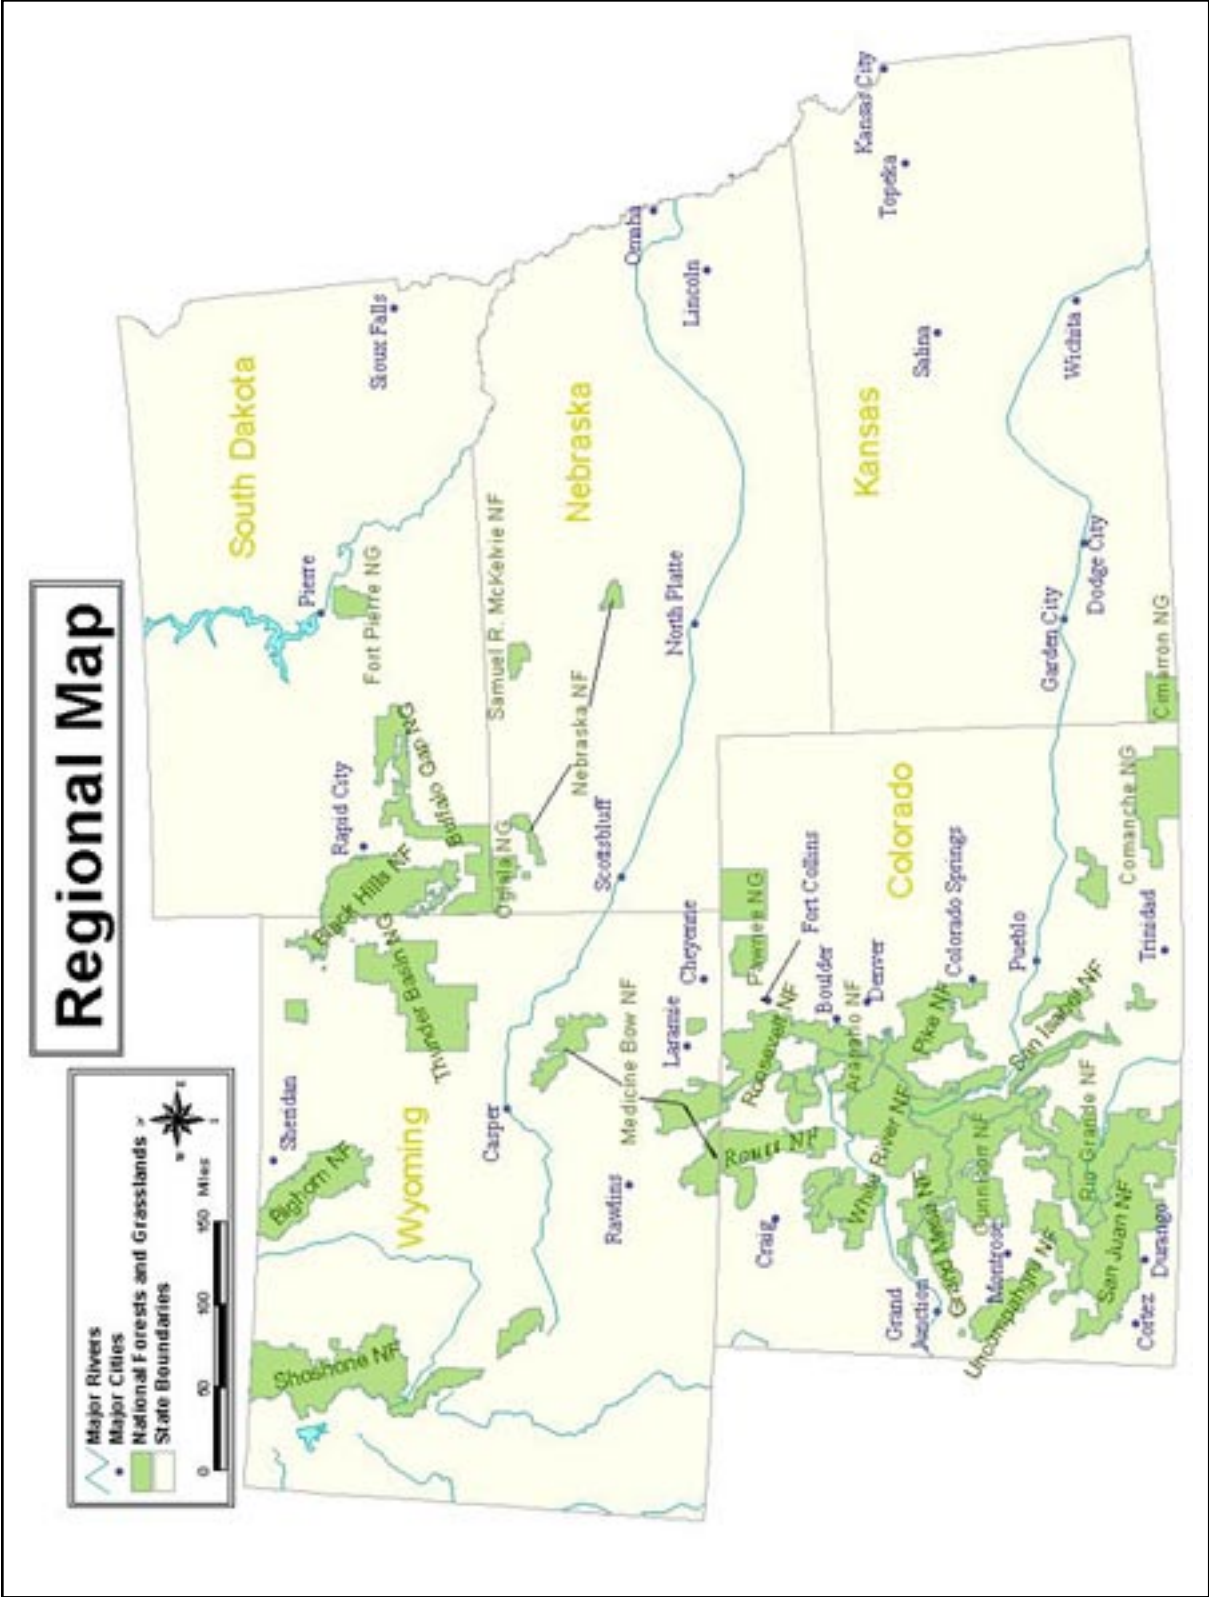 Regional Map
Major Rivers
Major Cities
National Forests and Grasslands
State Boundaries
0 50 100 150 Miles
N
E
S
W
South Dakota
Pierre
Sioux Falls
Rapid City
Fort Pierre NG
Buffalo Gap NG
Black Hills NF
Wyoming
Sheridan
Bighorn NF
Shoshone NF
Thunder Basin NG
Casper
Rawlins
Laramie
Cheyenne
Medicine Bow NF
Nebraska
Samuel R. McKelvie NF
Nebraska NF
Oglala NG
Scottsbluff
North Platte
Lincoln
Omaha
Colorado
Pawnee NG
Fort Collins
Roosevelt NF
Boulder
Arapaho NF
Denver
Routt NF
Craig
White River NF
Pike NF
Colorado Springs
Grand
Junction
Grand Mesa NF
Gunnison NF
Montrose
Uncompahgre NF
Pueblo
San Isabel NF
Rio Grande NF
San Juan NF
Cortez
Durango
Trinidad
Comanche NG
Kansas
Kansas City
Topeka
Salina
Wichita
Dodge City
Garden City
Cimarron NG